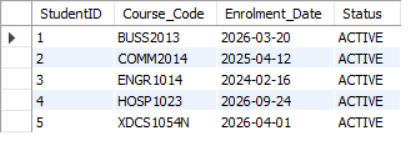 StudentID Course_Code Enrolment_Date Status
1 BUSS2013 2026-03-20 ACTIVE
2 COMM2014 2025-04-12 ACTIVE
3 ENGR1014 2024-02-16 ACTIVE
4 HOSP1023 2026-09-24 ACTIVE
5 XDCS1054N 2026-04-01 ACTIVE